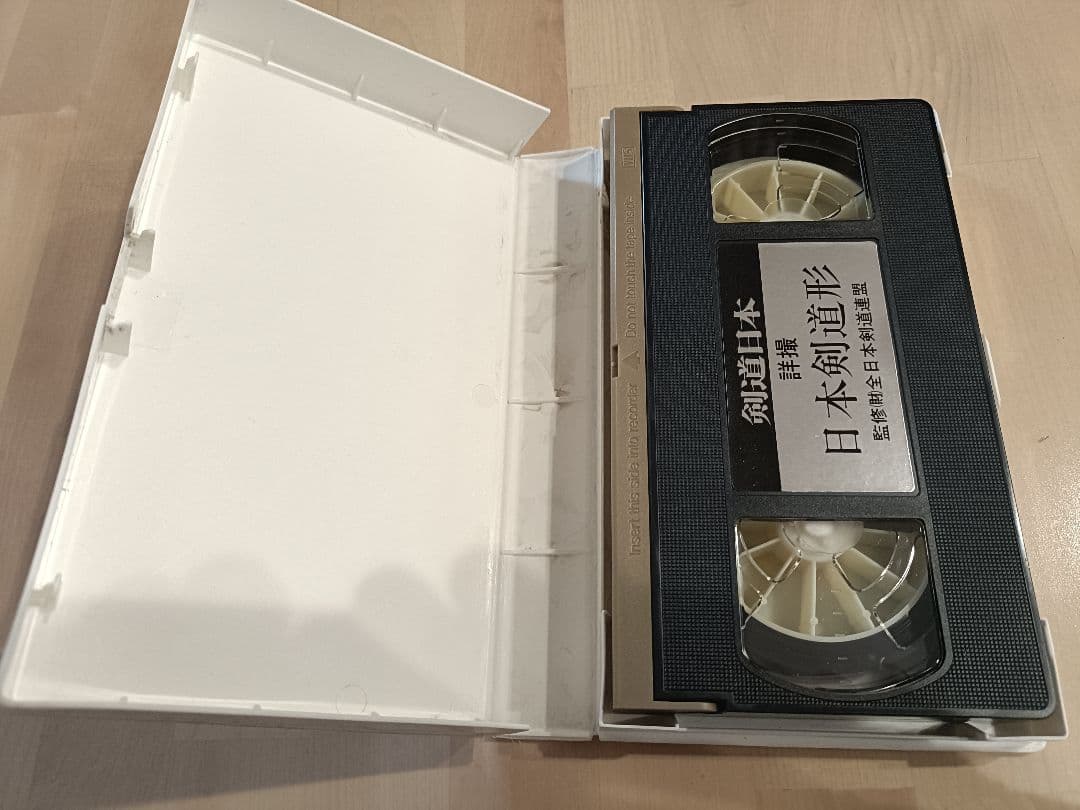 剣道日本
詳撮
日本剣道形
監修(財)全日本剣道連盟
Insert this side into recorder
Do not touch the tape inside
VHS